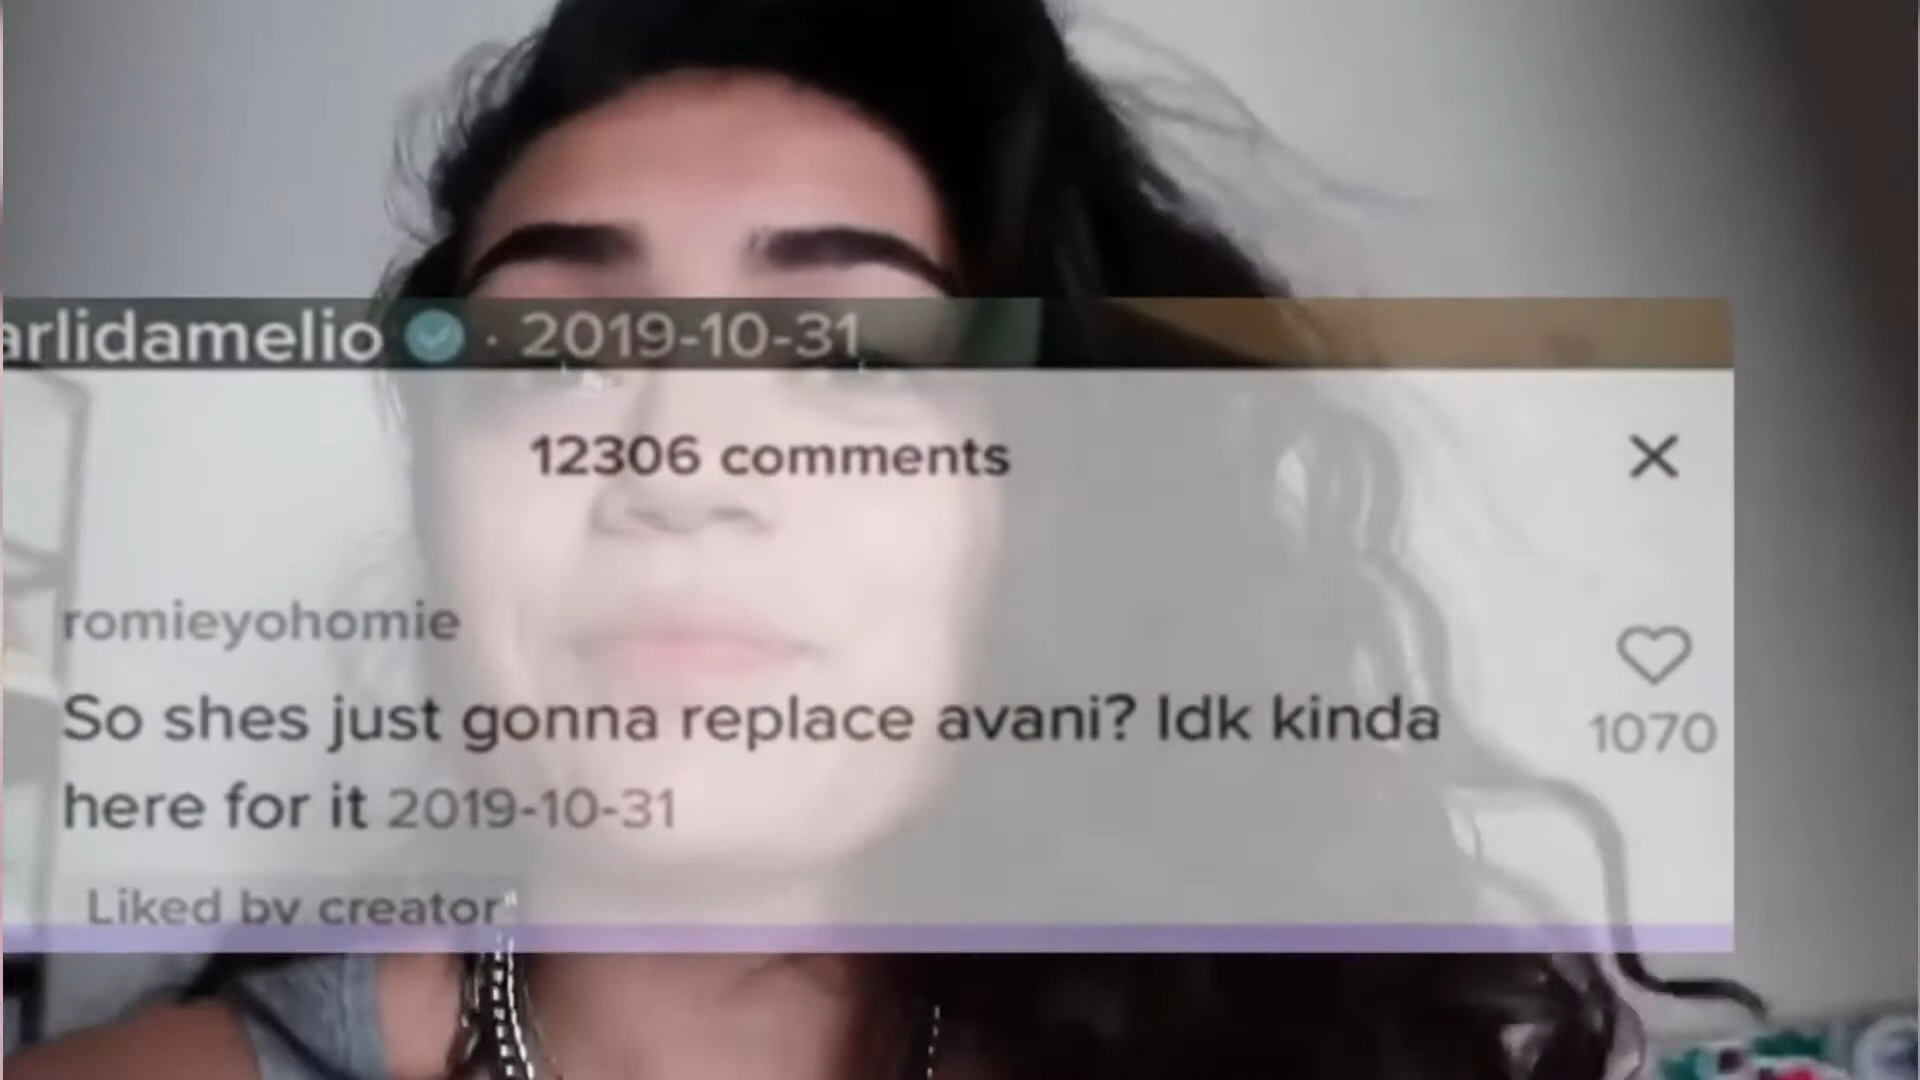 arlidamelio · 2019-10-31
12306 comments
romieyohomie
So shes just gonna replace avani? Idk kinda
here for it 2019-10-31
1070
Liked by creator